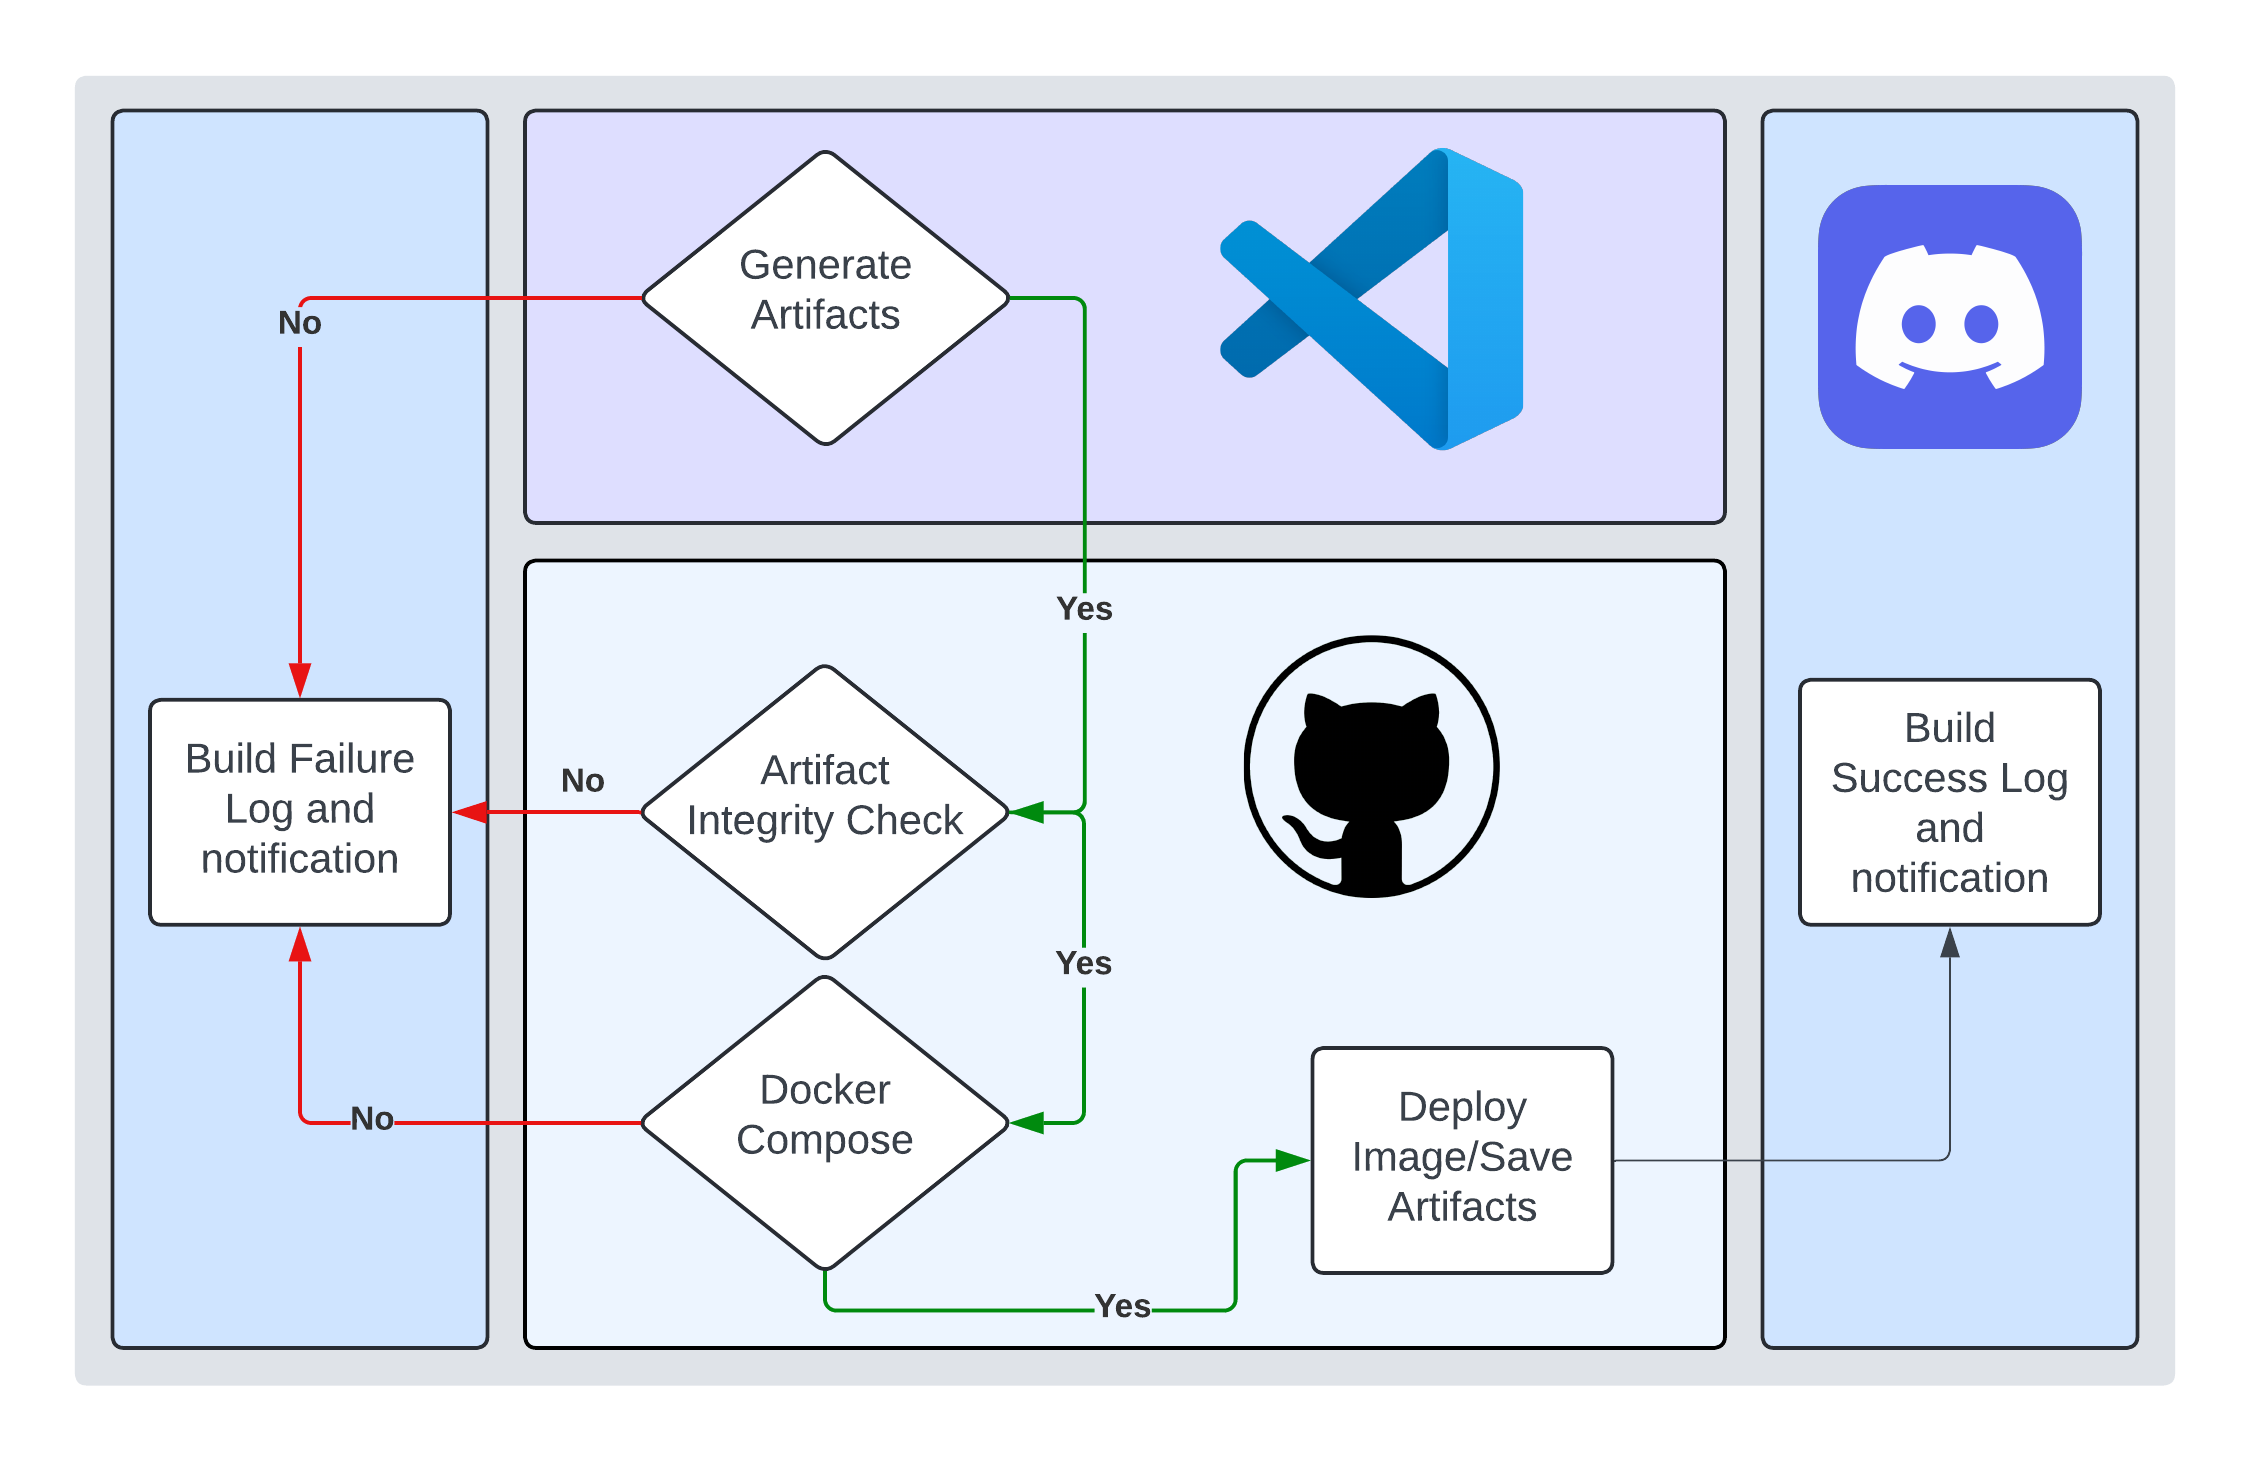 Generate
Artifacts
No
Yes
Build Failure
Log and
notification
No
Artifact
Integrity Check
Build
Success Log
and
notification
Yes
No
Docker
Compose
Deploy
Image/Save
Artifacts
Yes